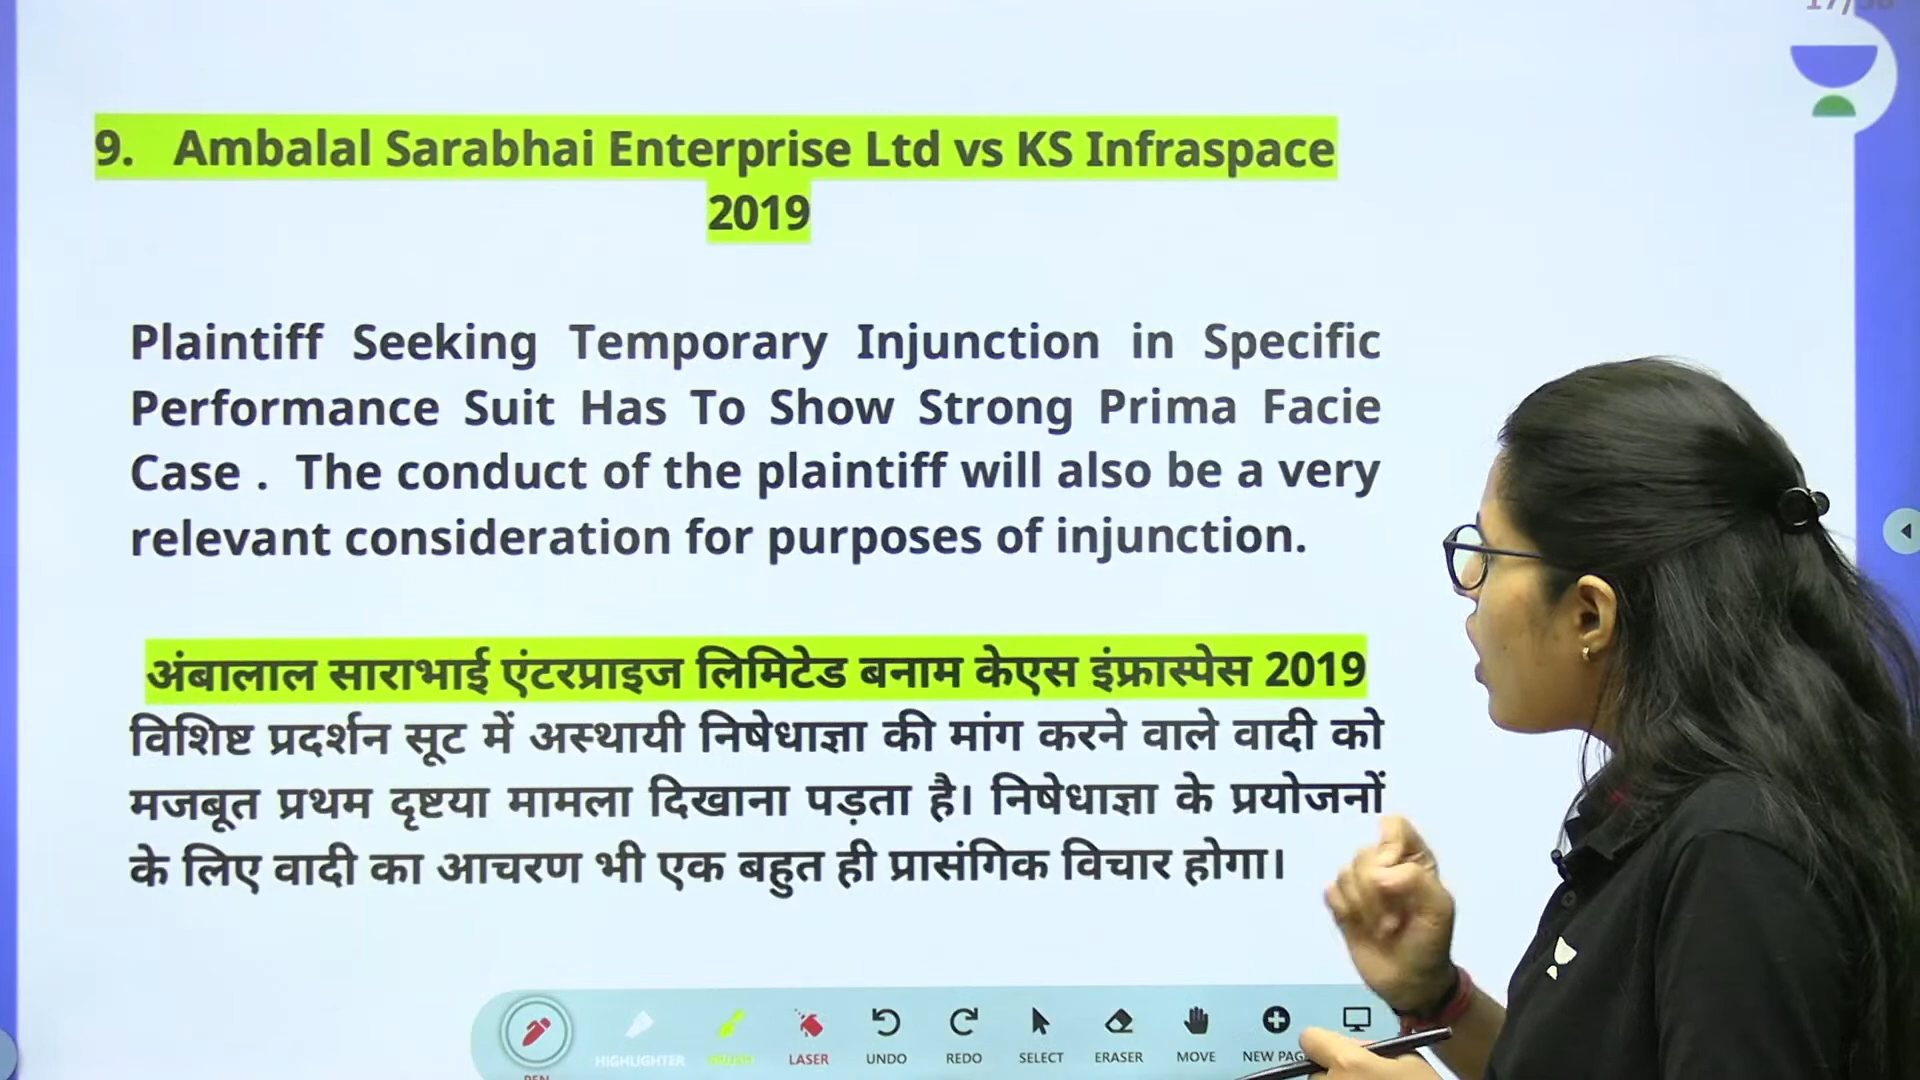 9. Ambalal Sarabhai Enterprise Ltd vs KS Infraspace
2019
Plaintiff Seeking Temporary Injunction in Specific
Performance Suit Has To Show Strong Prima Facie
Case . The conduct of the plaintiff will also be a very
relevant consideration for purposes of injunction.
अंबालाल साराभाई एंटरप्राइज लिमिटेड बनाम केएस इंफ्रास्पेस 2019
विशिष्ट प्रदर्शन सूट में अस्थायी निषेधाज्ञा की मांग करने वाले वादी को
मजबूत प्रथम दृष्टया मामला दिखाना पड़ता है। निषेधाज्ञा के प्रयोजनों
के लिए वादी का आचरण भी एक बहुत ही प्रासंगिक विचार होगा।
PEN HIGHLIGHTER LASER UNDO REDO SELECT ERASER MOVE NEW